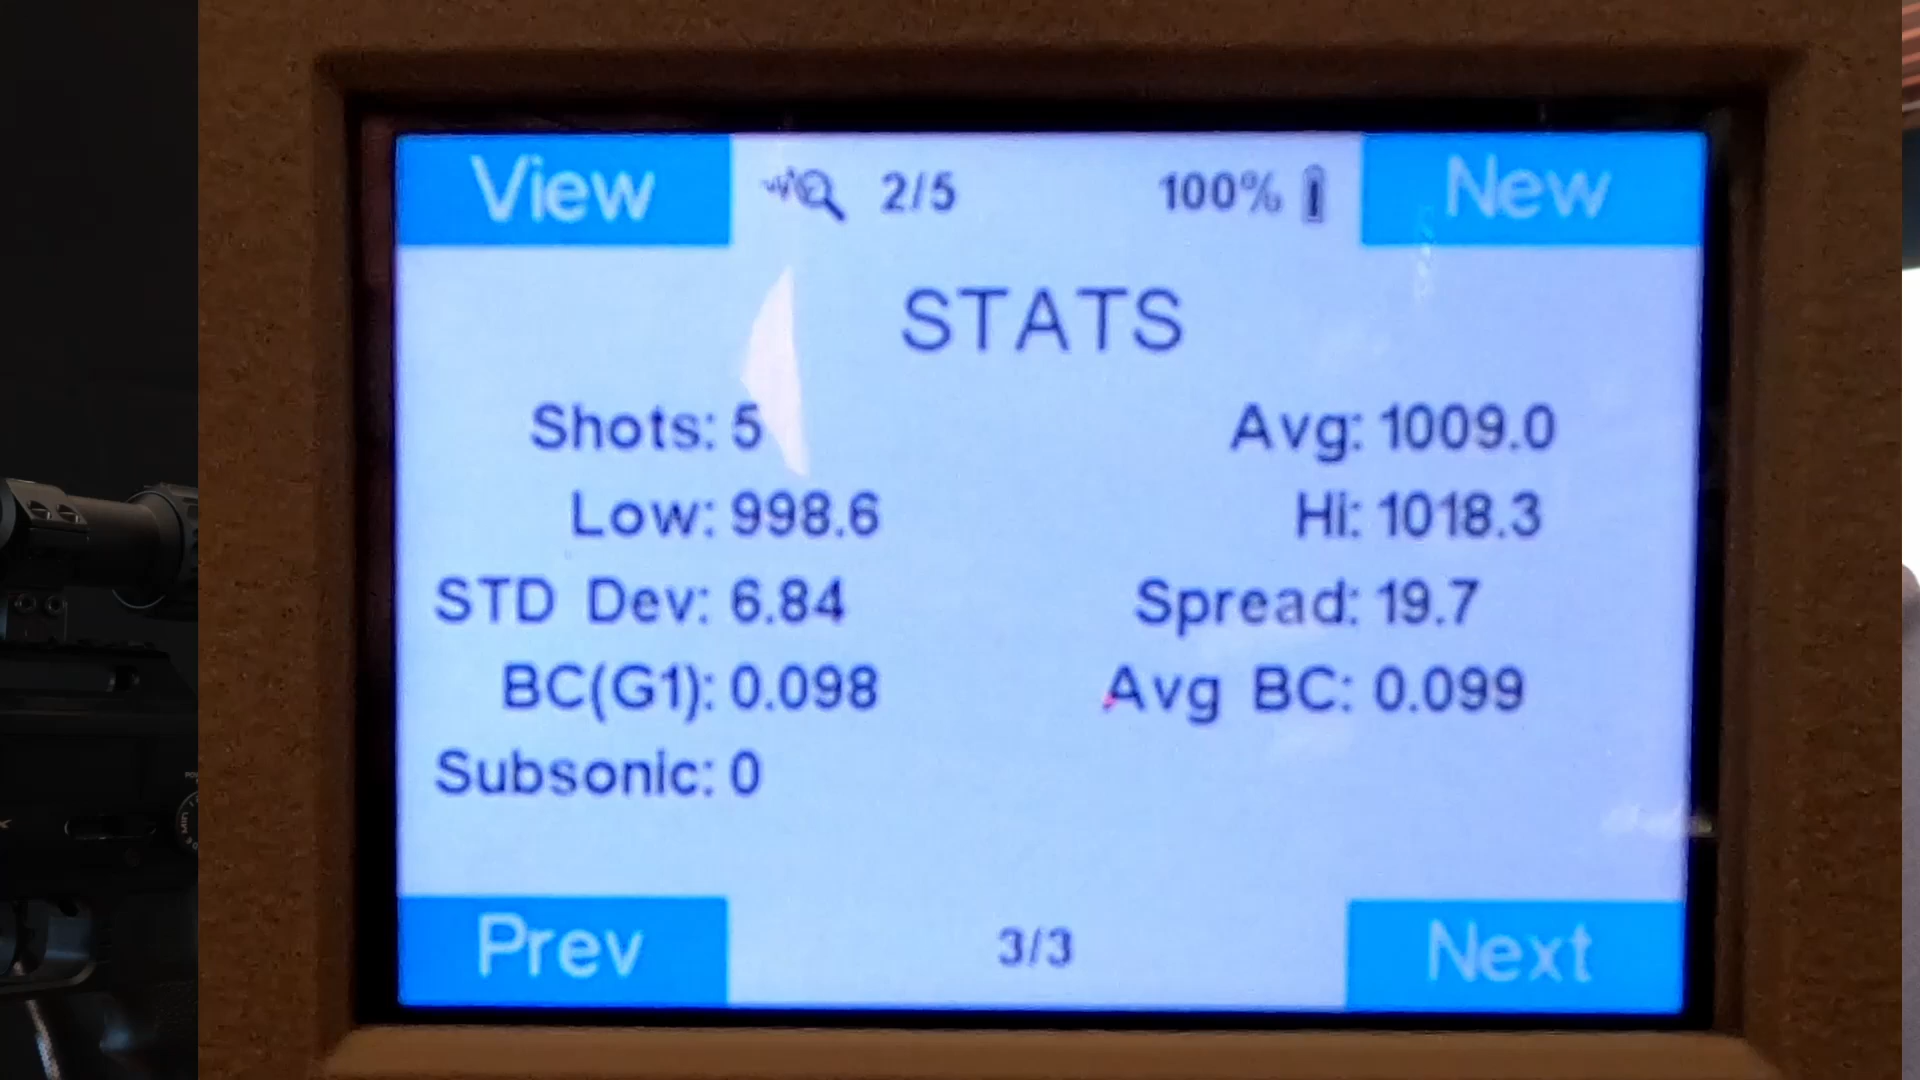 View 2/5 100% New
STATS
Shots: 5 Avg: 1009.0
Low: 998.6 Hi: 1018.3
STD Dev: 6.84 Spread: 19.7
BC(G1): 0.098 Avg BC: 0.099
Subsonic: 0
Prev 3/3 Next